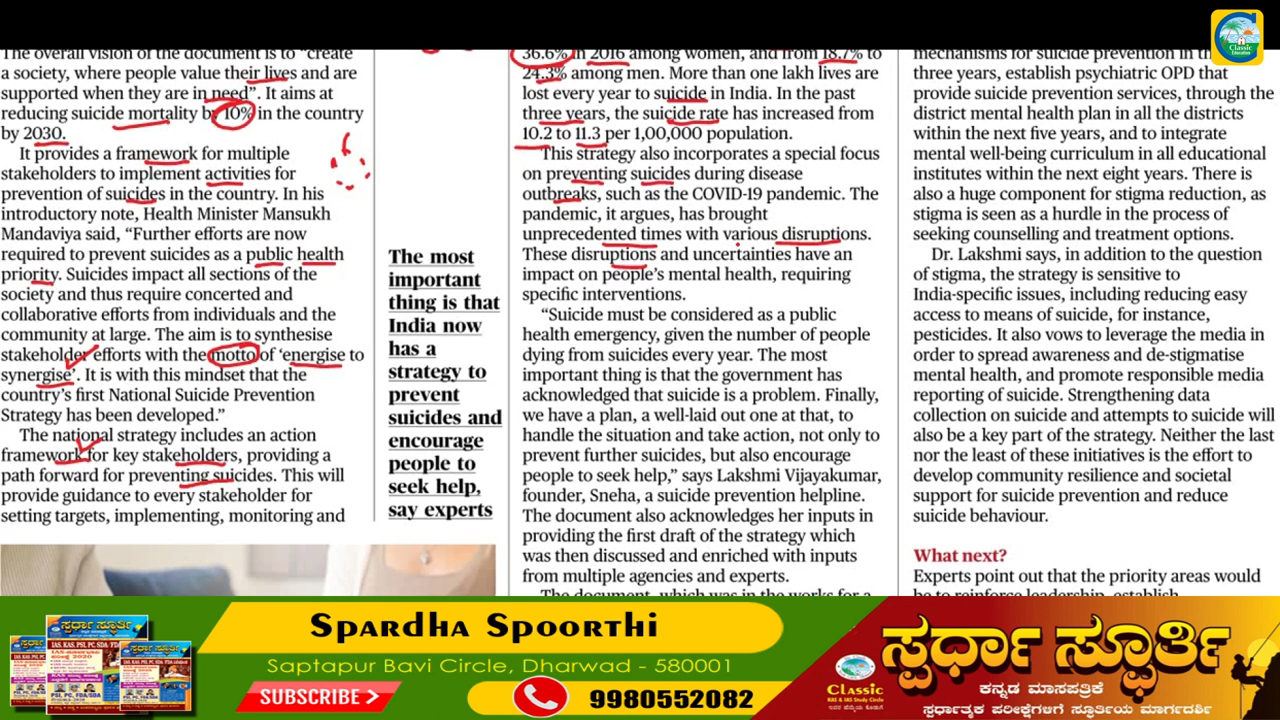 The overall vision of the document is to “create
a society, where people value their lives and are
supported when they are in need”. It aims at
reducing suicide mortality by 10% in the country
by 2030.
It provides a framework for multiple
stakeholders to implement activities for
prevention of suicides in the country. In his
introductory note, Health Minister Mansukh
Mandaviya said, “Further efforts are now
required to prevent suicides as a public health
priority. Suicides impact all sections of the
society and thus require concerted and
collaborative efforts from individuals and the
community at large. The aim is to synthesise
stakeholder efforts with the motto of ‘energise to
synergise’. It is with this mindset that the
country’s first National Suicide Prevention
Strategy has been developed.”
The national strategy includes an action
framework for key stakeholders, providing a
path forward for preventing suicides. This will
provide guidance to every stakeholder for
setting targets, implementing, monitoring and
The most
important
thing is that
India now
has a
strategy to
prevent
suicides and
encourage
people to
seek help,
say experts
36.6% in 2016 among women, and from 18.7% to
24.3% among men. More than one lakh lives are
lost every year to suicide in India. In the past
three years, the suicide rate has increased from
10.2 to 11.3 per 1,00,000 population.
This strategy also incorporates a special focus
on preventing suicides during disease
outbreaks, such as the COVID-19 pandemic. The
pandemic, it argues, has brought
unprecedented times with various disruptions.
These disruptions and uncertainties have an
impact on people’s mental health, requiring
specific interventions.
“Suicide must be considered as a public
health emergency, given the number of people
dying from suicides every year. The most
important thing is that the government has
acknowledged that suicide is a problem. Finally,
we have a plan, a well-laid out one at that, to
handle the situation and take action, not only to
prevent further suicides, but also encourage
people to seek help,” says Lakshmi Vijayakumar,
founder, Sneha, a suicide prevention helpline.
The document also acknowledges her inputs in
providing the first draft of the strategy which
was then discussed and enriched with inputs
from multiple agencies and experts.
The document, which was in the works for a
mechanisms for suicide prevention in the
three years, establish psychiatric OPD that
provide suicide prevention services, through the
district mental health plan in all the districts
within the next five years, and to integrate
mental well-being curriculum in all educational
institutes within the next eight years. There is
also a huge component for stigma reduction, as
stigma is seen as a hurdle in the process of
seeking counselling and treatment options.
Dr. Lakshmi says, in addition to the question
of stigma, the strategy is sensitive to
India-specific issues, including reducing easy
access to means of suicide, for instance,
pesticides. It also vows to leverage the media in
order to spread awareness and de-stigmatise
mental health, and promote responsible media
reporting of suicide. Strengthening data
collection on suicide and attempts to suicide will
also be a key part of the strategy. Neither the last
nor the least of these initiatives is the effort to
develop community resilience and societal
support for suicide prevention and reduce
suicide behaviour.
What next?
Experts point out that the priority areas would
be to reinforce leadership, establish
Classic
Education
ಸ್ಪರ್ಧಾ ಸ್ಫೂರ್ತಿ
Spardha Spoorthi
Saptapur Bavi Circle Dharwad - 580001
SUBSCRIBE >
9980552082
Classic
IAS & KAS Study Circle
ಸ್ಪರ್ಧಾ ಸ್ಫೂರ್ತಿ
ಕನ್ನಡ ಮಾಸಪತ್ರಿಕೆ
ಸ್ಪರ್ಧಾತ್ಮಕ ಪರೀಕ್ಷೆಗಳಿಗೆ ಸ್ಫೂರ್ತಿಯ ಮಾರ್ಗದರ್ಶಿ